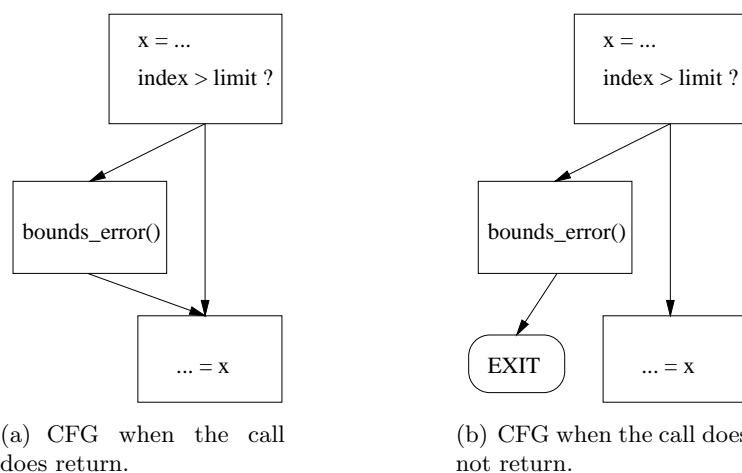 x = ...
index > limit ?
bounds_error()
... = x
(a) CFG when the call
does return.
x = ...
index > limit ?
bounds_error()
EXIT
... = x
(b) CFG when the call does
not return.